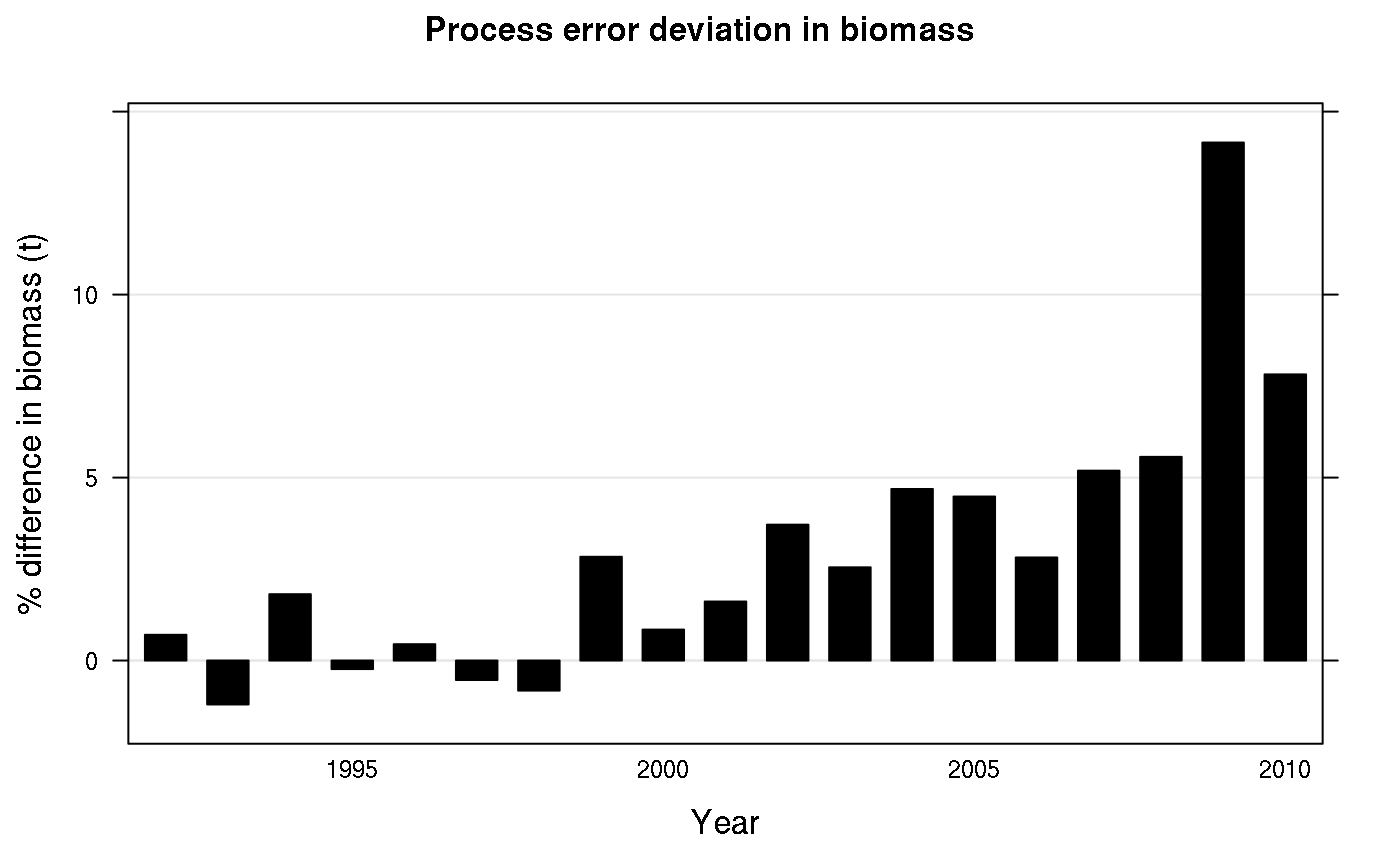 Process error deviation in biomass
% difference in biomass (t)
10
5
0
1995 2000 2005 2010
Year